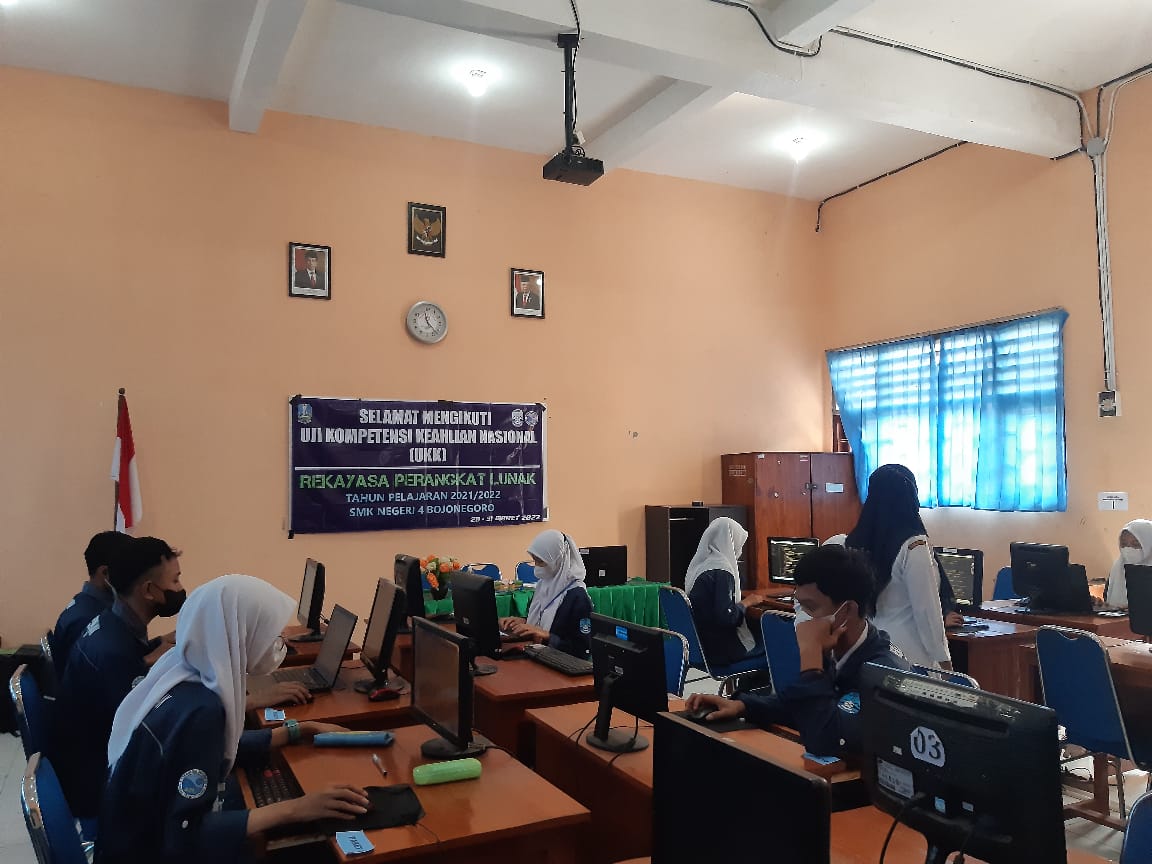 SELAMAT MENGIKUTI
UJI KOMPETENSI KEAHLIAN NASIONAL
(UKK)
REKAYASA PERANGKAT LUNAK
TAHUN PELAJARAN 2021/2022
SMK NEGERI 4 BOJONEGORO
03